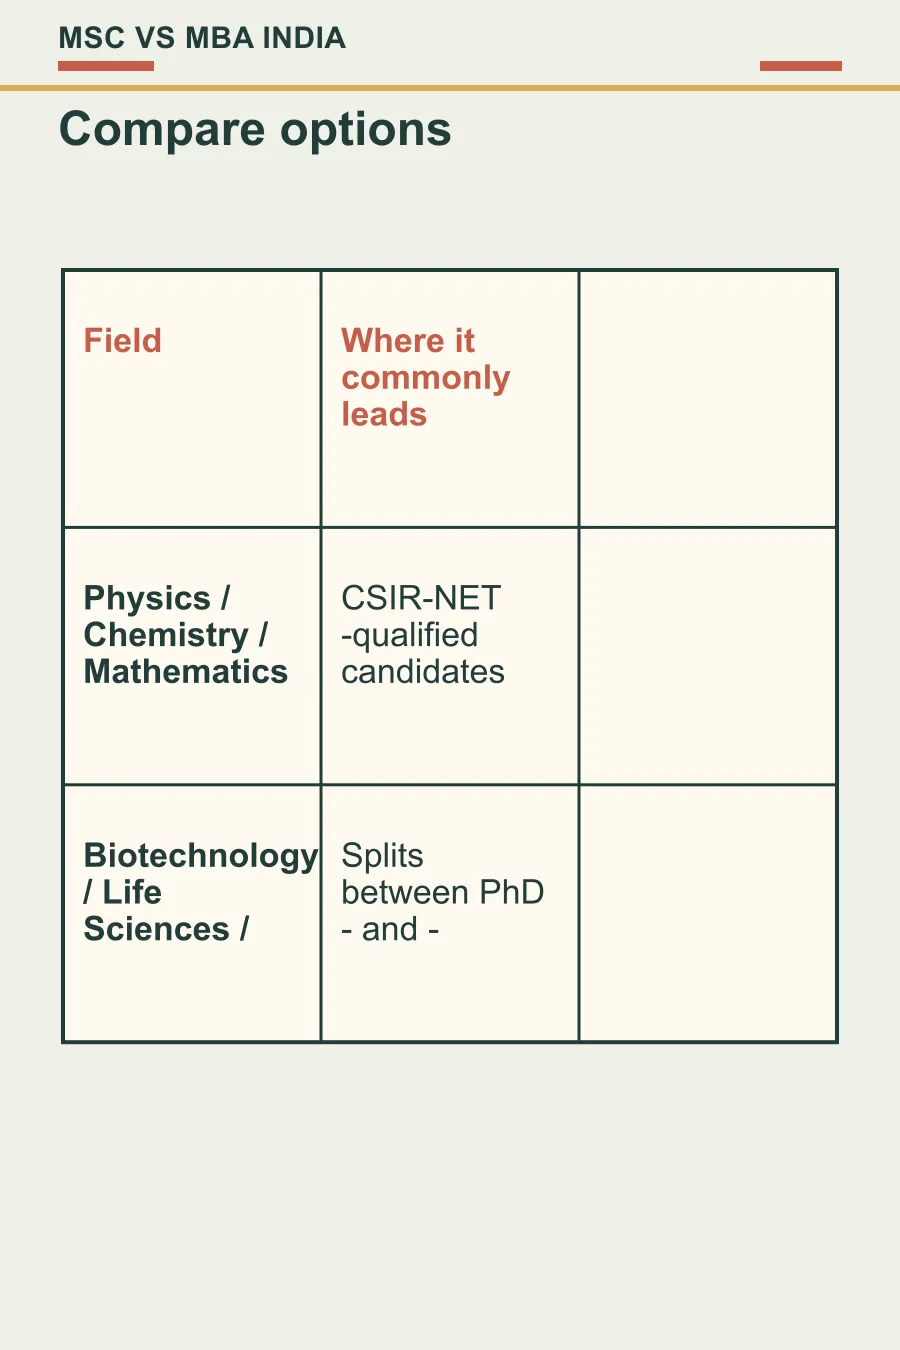 MSC VS MBA INDIA
Compare options
Field
Where it
commonly
leads
Physics /
Chemistry /
Mathematics
CSIR-NET
-qualified
candidates
Biotechnology
/ Life
Sciences /
Splits
between PhD
- and -